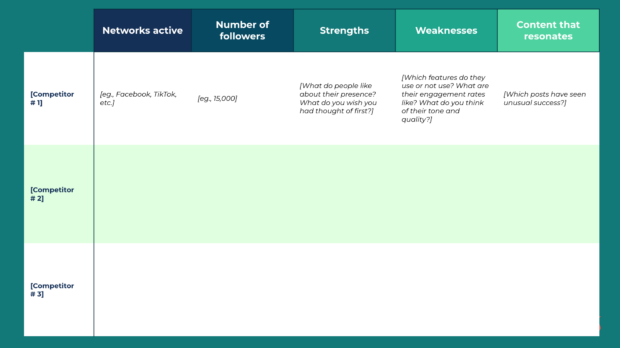 Networks active
Number of
followers
Strengths
Weaknesses
Content that
resonates
[Competitor
# 1]
[eg., Facebook, TikTok,
etc.]
[eg., 15,000]
[What do people like
about their presence?
What do you wish you
had thought of first?]
[Which features do they
use or not use? What are
their engagement rates
like? What do you think
of their tone and
quality?]
[Which posts have seen
unusual success?]
[Competitor
# 2]
[Competitor
# 3]